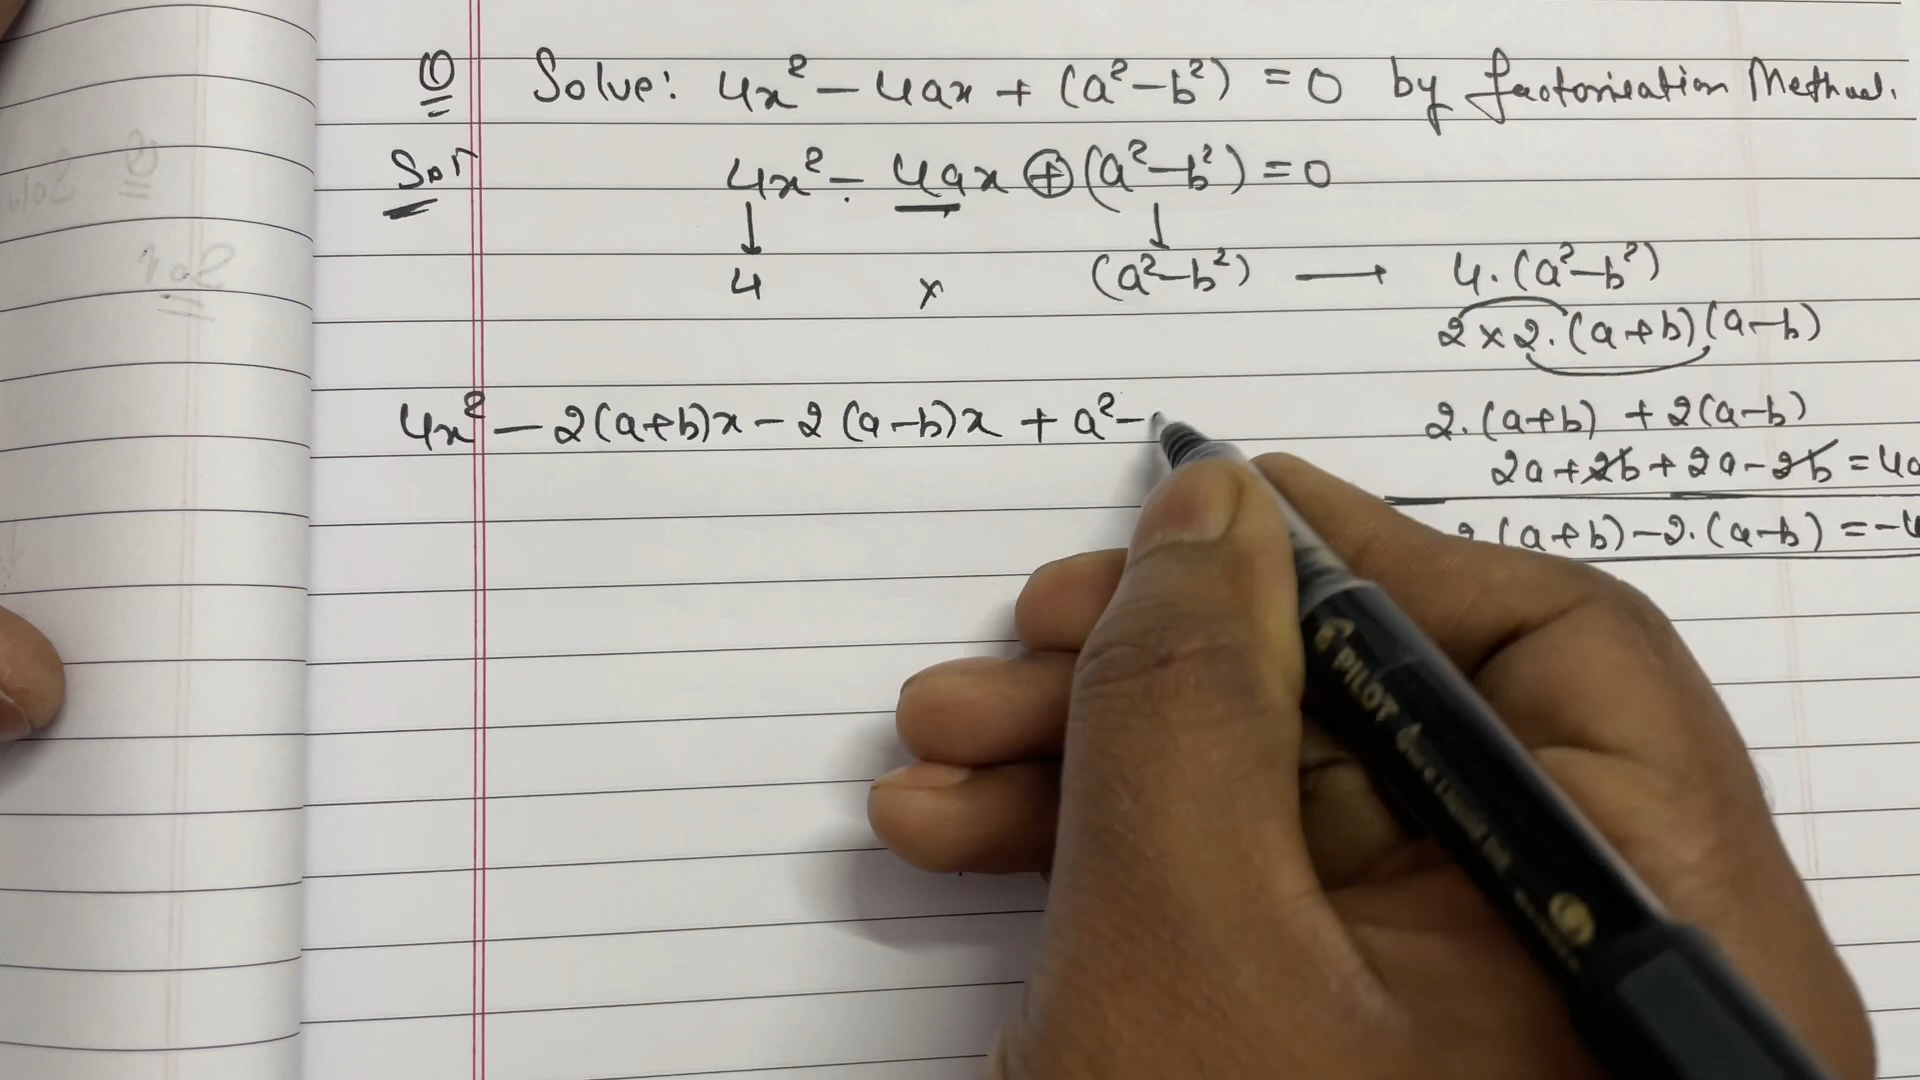 Q Solve: 4x² - 4ax + (a² - b²) = 0 by factorisation Method.
Sol 4x² - 4ax + (a² - b²) = 0
4 x (a² - b²) → 4.(a² - b²)
2 x 2.(a+b)(a-b)
4x² - 2(a+b)x - 2(a-b)x + a² -
2.(a+b) + 2(a-b)
2a + 2b + 2a - 2b = 4a
(a+b) - 2.(a-b) = -4
PILOT